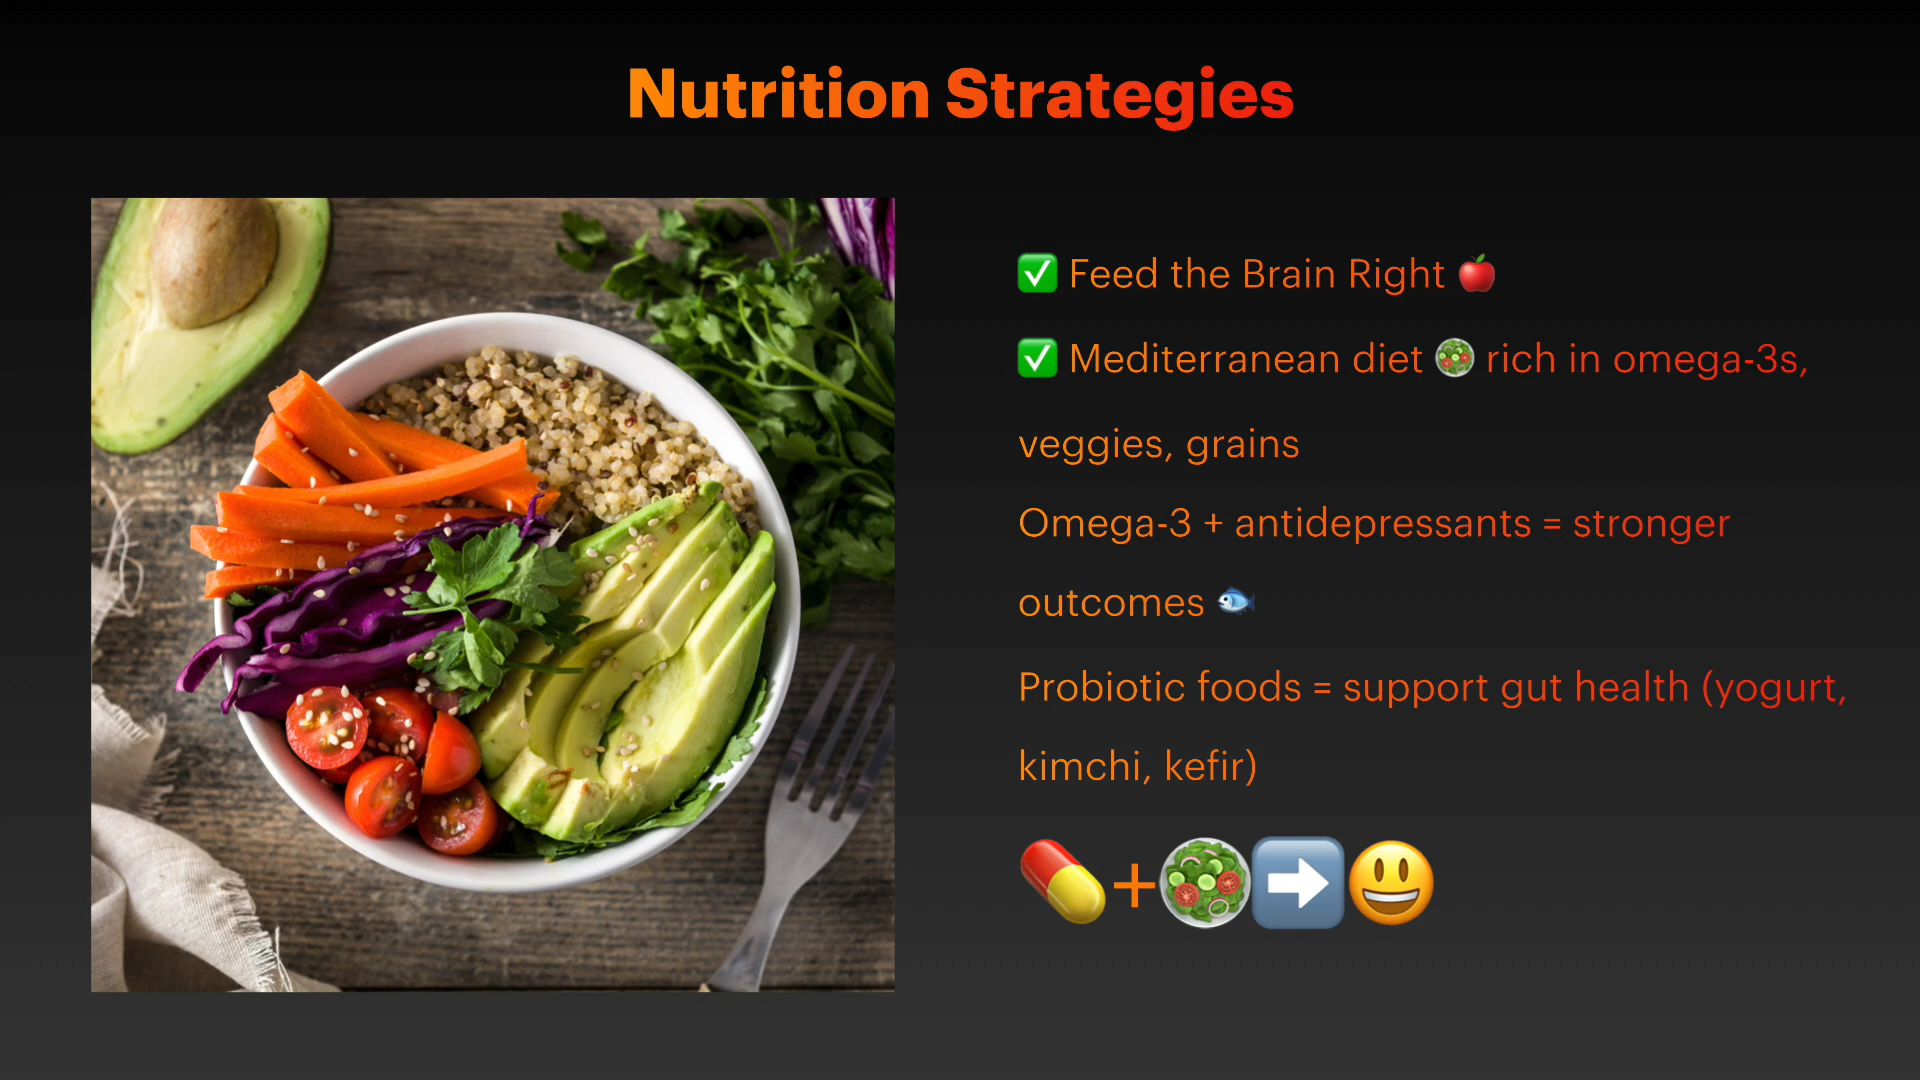 Nutrition Strategies
✅ Feed the Brain Right 🍎
✅ Mediterranean diet 🥗 rich in omega-3s,
veggies, grains
Omega-3 + antidepressants = stronger
outcomes 🐟
Probiotic foods = support gut health (yogurt,
kimchi, kefir)
💊+🥗➡️😃